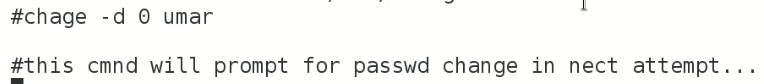 #chage -d 0 umar
#this cmnd will prompt for passwd change in nect attempt...